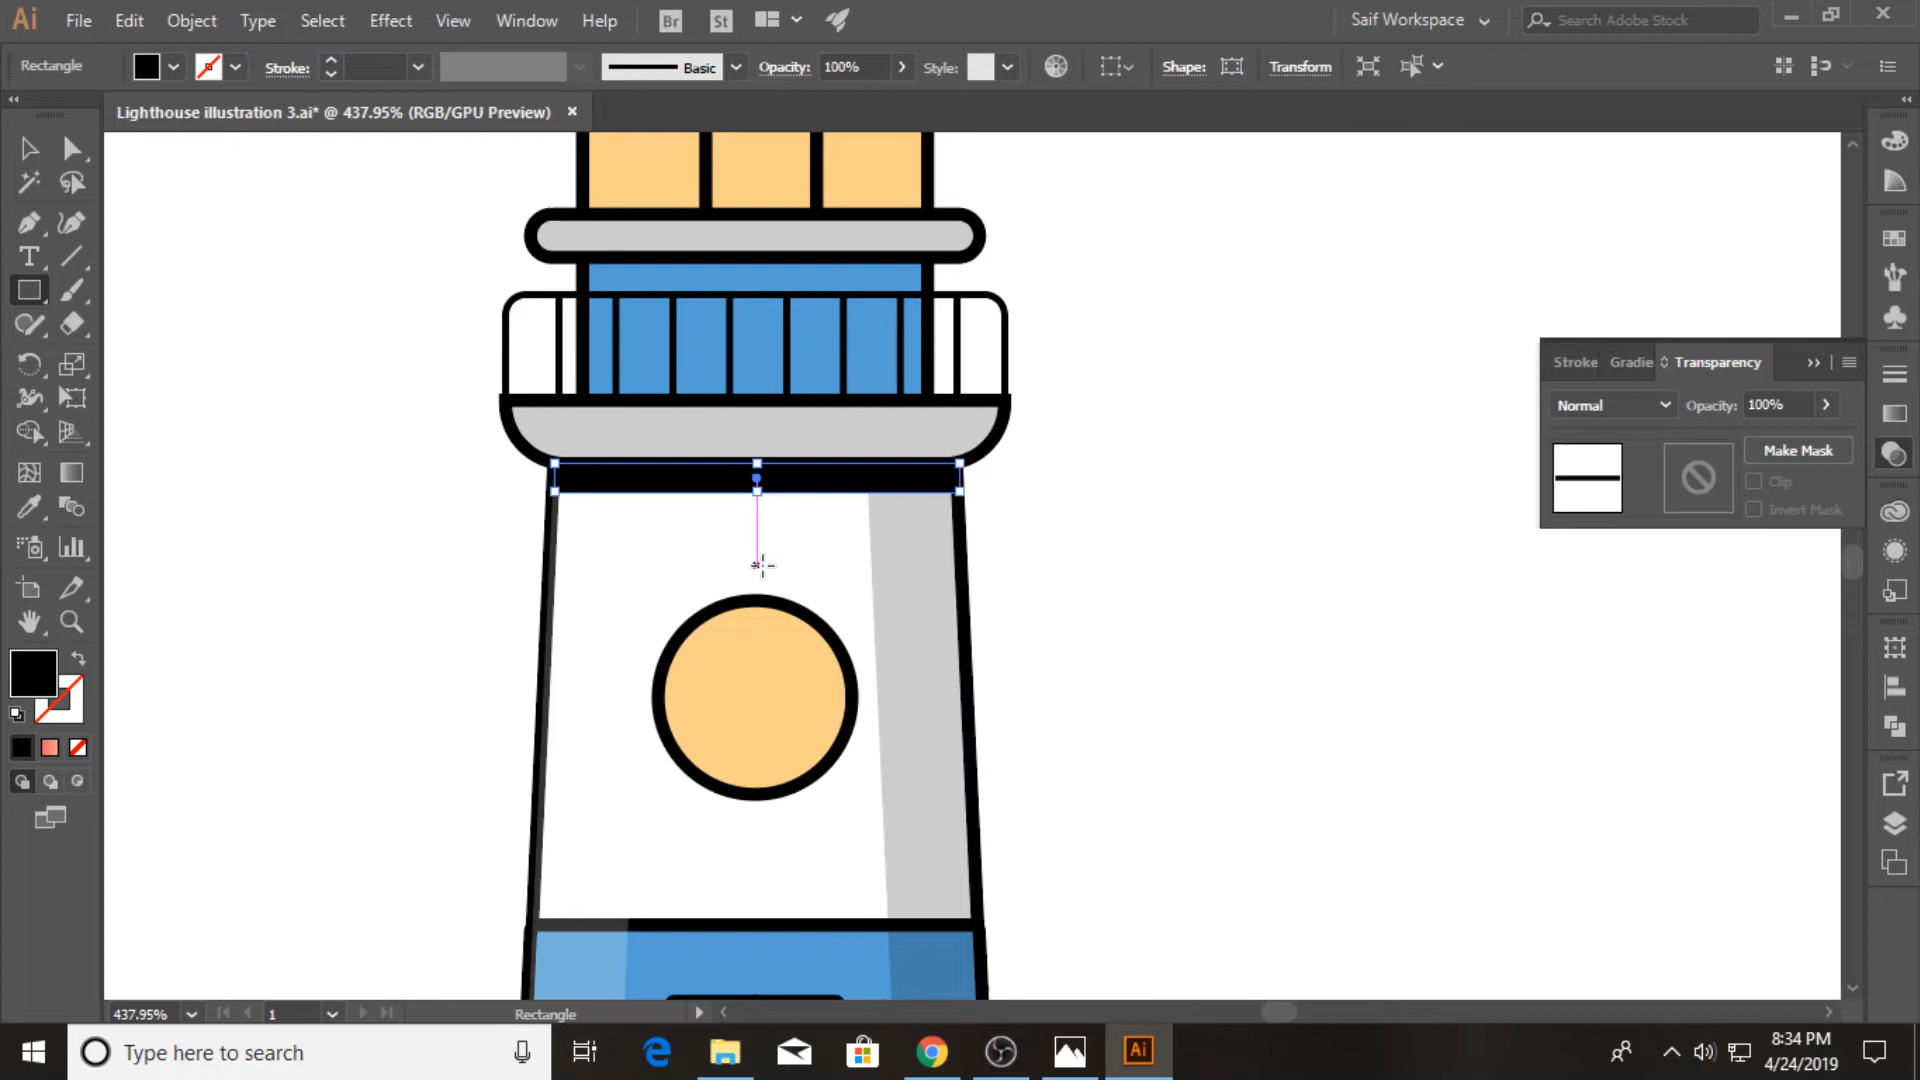 Ai File Edit Object Type Select Effect View Window Help Br St Saif Workspace Search Adobe Stock
Rectangle Stroke: Basic Opacity: 100% Style: Shape: Transform
Lighthouse illustration 3.ai* @ 437.95% (RGB/GPU Preview)
Stroke Gradie Transparency
Normal Opacity: 100%
Make Mask
Clip
Invert Mask
437.95% 1 Rectangle
Type here to search
Ai
8:34 PM
4/24/2019